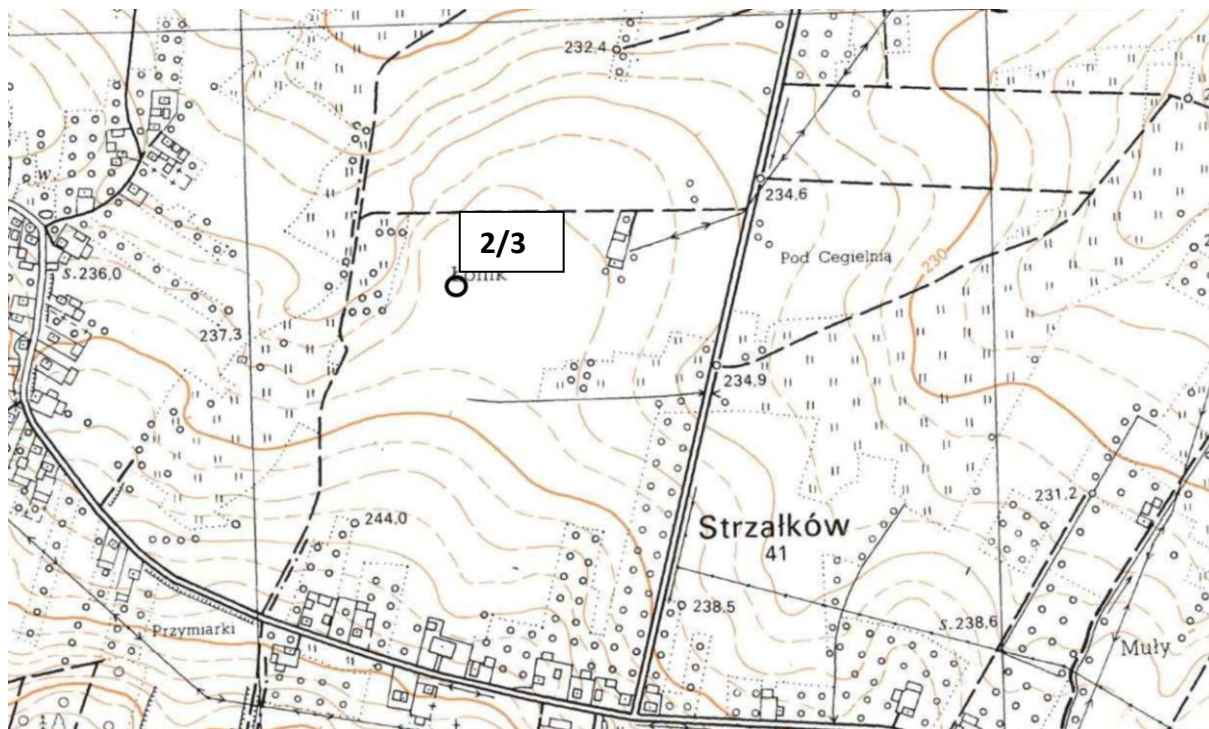 232.4
w.
234.6
2/3
Pod Cegielnią
s.236,0
230
237.3
234.9
231.2
244.0
Strzałków
41
238.5
s.238,6
Przymiarki
Muły